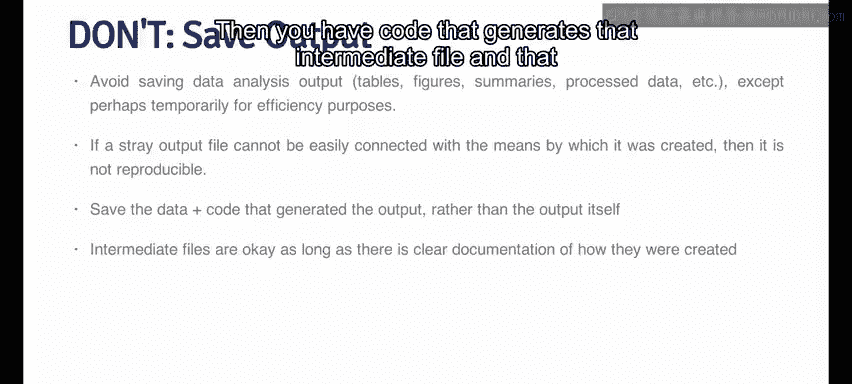 DON'T: Save Output
Then you have code that generates that
intermediate file and that
· Avoid saving data analysis output (tables, figures, summaries, processed data, etc.), except
perhaps temporarily for efficiency purposes.
· If a stray output file cannot be easily connected with the means by which it was created, then it is
not reproducible.
· Save the data + code that generated the output, rather than the output itself
· Intermediate files are okay as long as there is clear documentation of how they were created